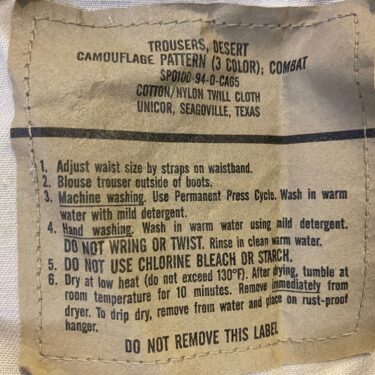 TROUSERS, DESERT
CAMOUFLAGE PATTERN (3 COLOR); COMBAT
SPO100-94-D-CA65
COTTON/NYLON TWILL CLOTH
UNICOR, SEAGOVILLE, TEXAS
1. Adjust waist size by straps on waistband.
2. Blouse trouser outside of boots.
3. Machine washing. Use Permanent Press Cycle. Wash in warm
water with mild detergent.
4. Hand washing. Wash in warm water using mild detergent.
DO NOT WRING OR TWIST. Rinse in clean warm water.
5. DO NOT USE CHLORINE BLEACH OR STARCH.
6. Dry at low heat (do not exceed 130°F). After drying, tumble at
room temperature for 10 minutes. Remove immediately from
dryer. To drip dry, remove from water and place on rust-proof
hanger.
DO NOT REMOVE THIS LABEL